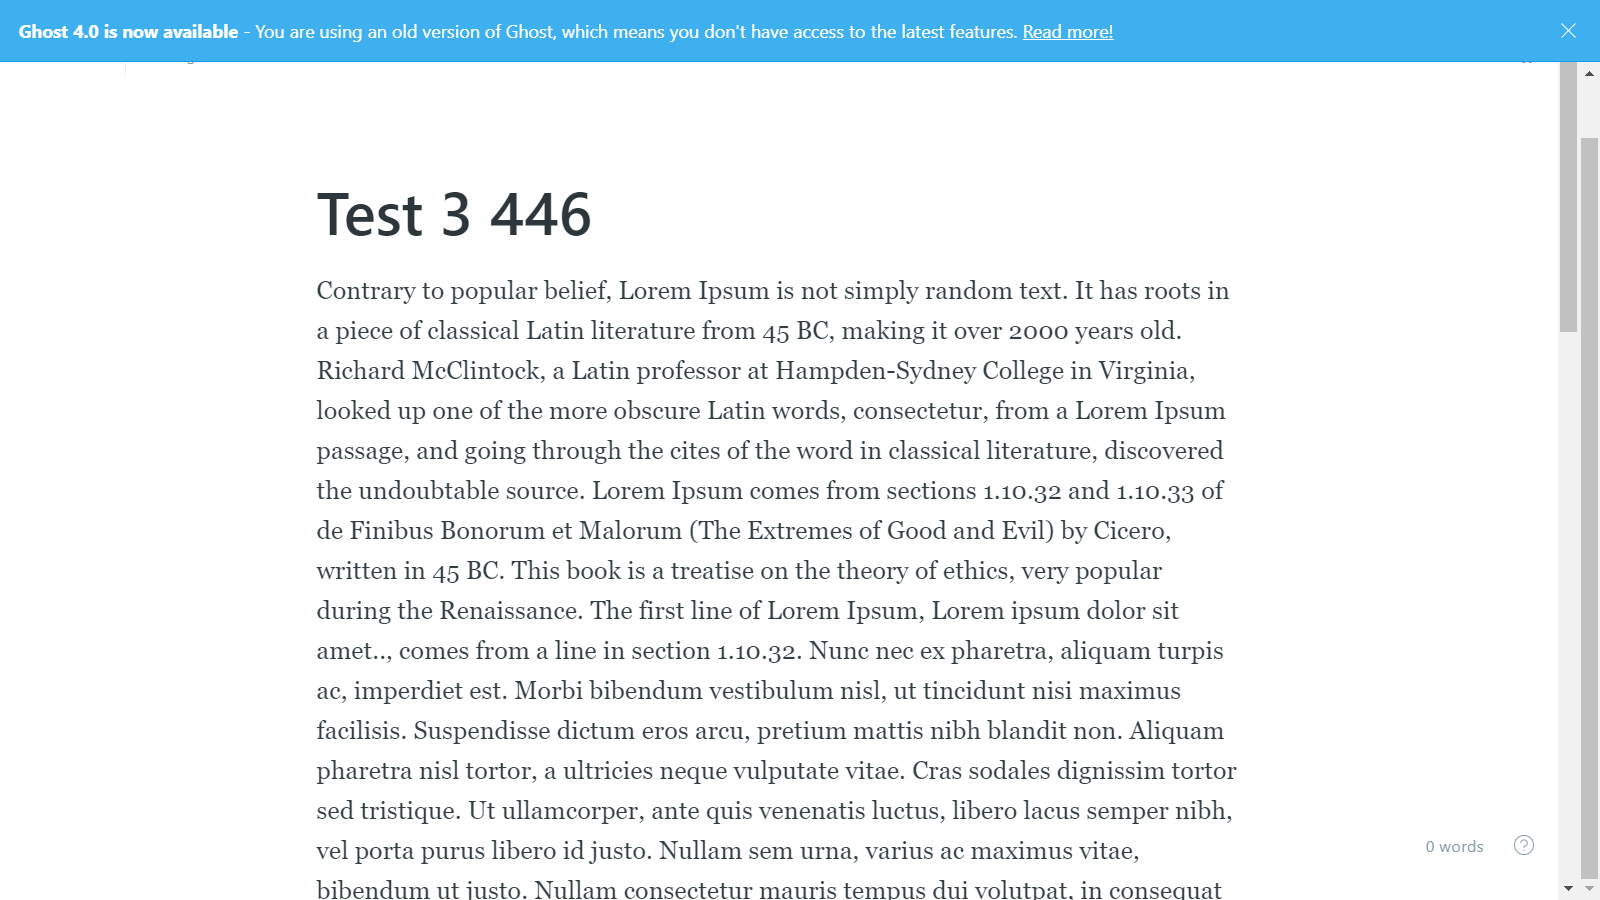 Ghost 4.0 is now available - You are using an old version of Ghost, which means you don't have access to the latest features. Read more!
Test 3 446
Contrary to popular belief, Lorem Ipsum is not simply random text. It has roots in
a piece of classical Latin literature from 45 BC, making it over 2000 years old.
Richard McClintock, a Latin professor at Hampden-Sydney College in Virginia,
looked up one of the more obscure Latin words, consectetur, from a Lorem Ipsum
passage, and going through the cites of the word in classical literature, discovered
the undoubtable source. Lorem Ipsum comes from sections 1.10.32 and 1.10.33 of
de Finibus Bonorum et Malorum (The Extremes of Good and Evil) by Cicero,
written in 45 BC. This book is a treatise on the theory of ethics, very popular
during the Renaissance. The first line of Lorem Ipsum, Lorem ipsum dolor sit
amet.., comes from a line in section 1.10.32. Nunc nec ex pharetra, aliquam turpis
ac, imperdiet est. Morbi bibendum vestibulum nisl, ut tincidunt nisi maximus
facilisis. Suspendisse dictum eros arcu, pretium mattis nibh blandit non. Aliquam
pharetra nisl tortor, a ultricies neque vulputate vitae. Cras sodales dignissim tortor
sed tristique. Ut ullamcorper, ante quis venenatis luctus, libero lacus semper nibh,
vel porta purus libero id justo. Nullam sem urna, varius ac maximus vitae,
bibendum ut justo. Nullam consectetur mauris tempus dui volutpat, in consequat
0 words
?